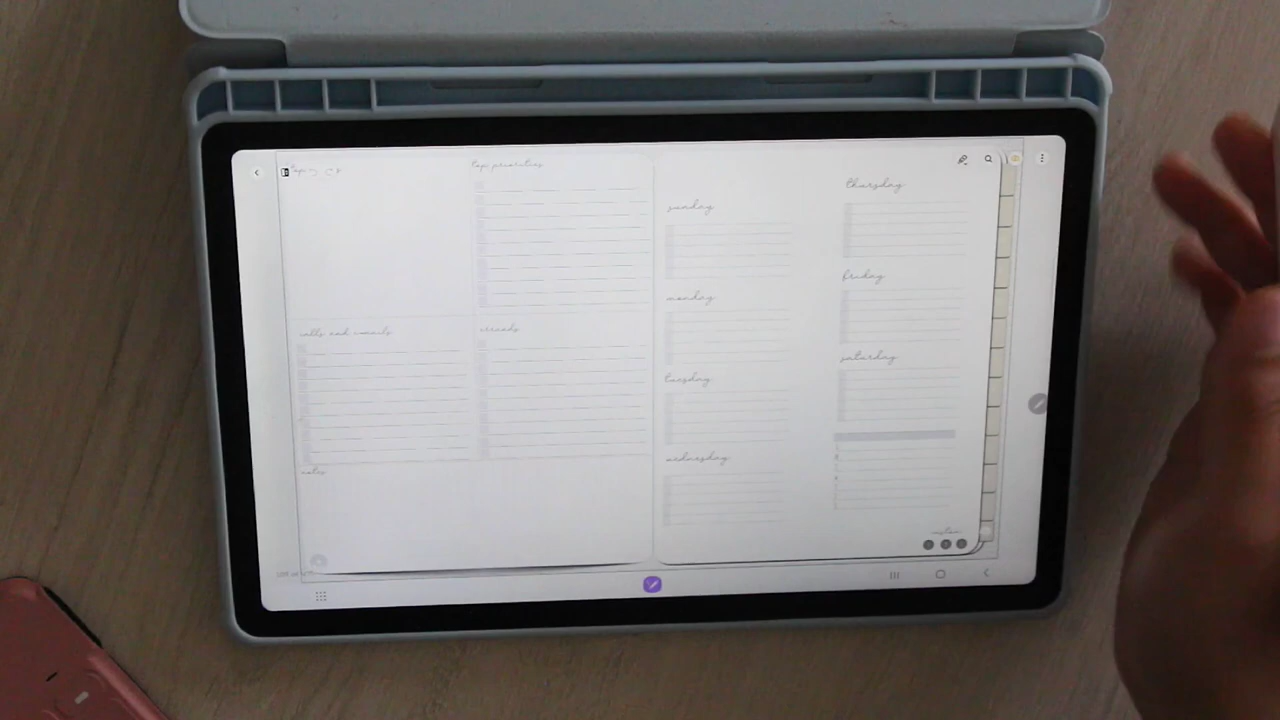 top priorities
calls and emails
errands
notes
sunday
monday
tuesday
wednesday
thursday
friday
saturday